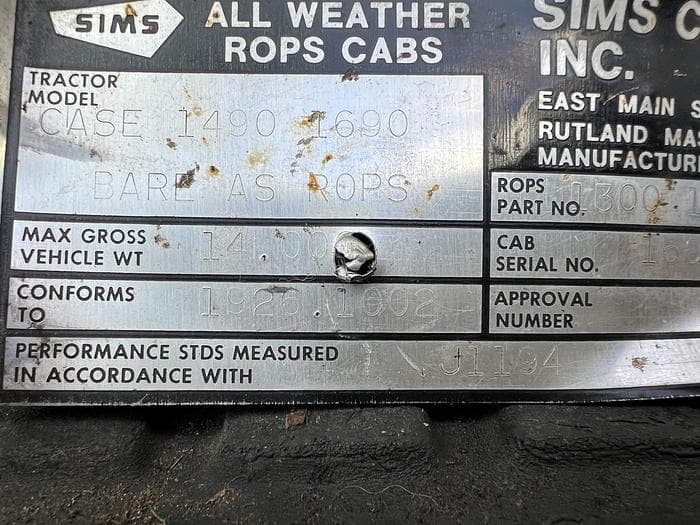 SIMS
ALL WEATHER
ROPS CABS
SIMS C
INC.
EAST MAIN S
RUTLAND MAS
MANUFACTURE
TRACTOR
MODEL
CASE 1490 1690
BARE AS ROPS
ROPS
PART NO. 1300
MAX GROSS
VEHICLE WT
CAB
SERIAL NO.
CONFORMS
TO
1926 1002
APPROVAL
NUMBER
PERFORMANCE STDS MEASURED
IN ACCORDANCE WITH
J1194